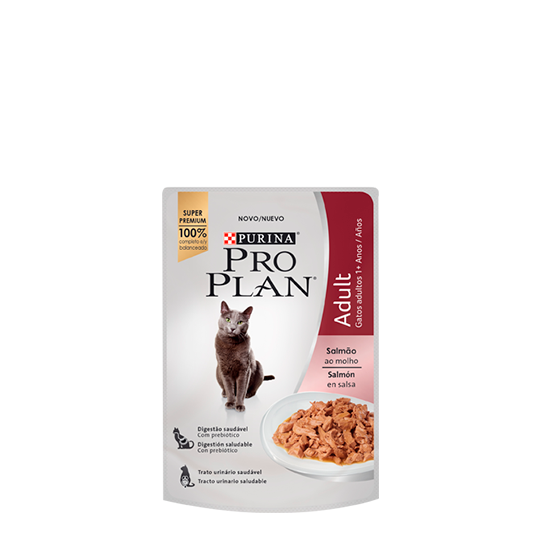 SUPER
PREMIUM
100%
completo e/y
balanceado
NOVO/NUEVO
PURINA
PRO
PLAN®
Adult
Gatos adultos 1+ Anos / Años
Salmão
ao molho
Salmón
en salsa
Digestão saudável
Com prebiótico
Digestión saludable
Con prebiótico
Trato urinário saudável
Tracto urinario saludable